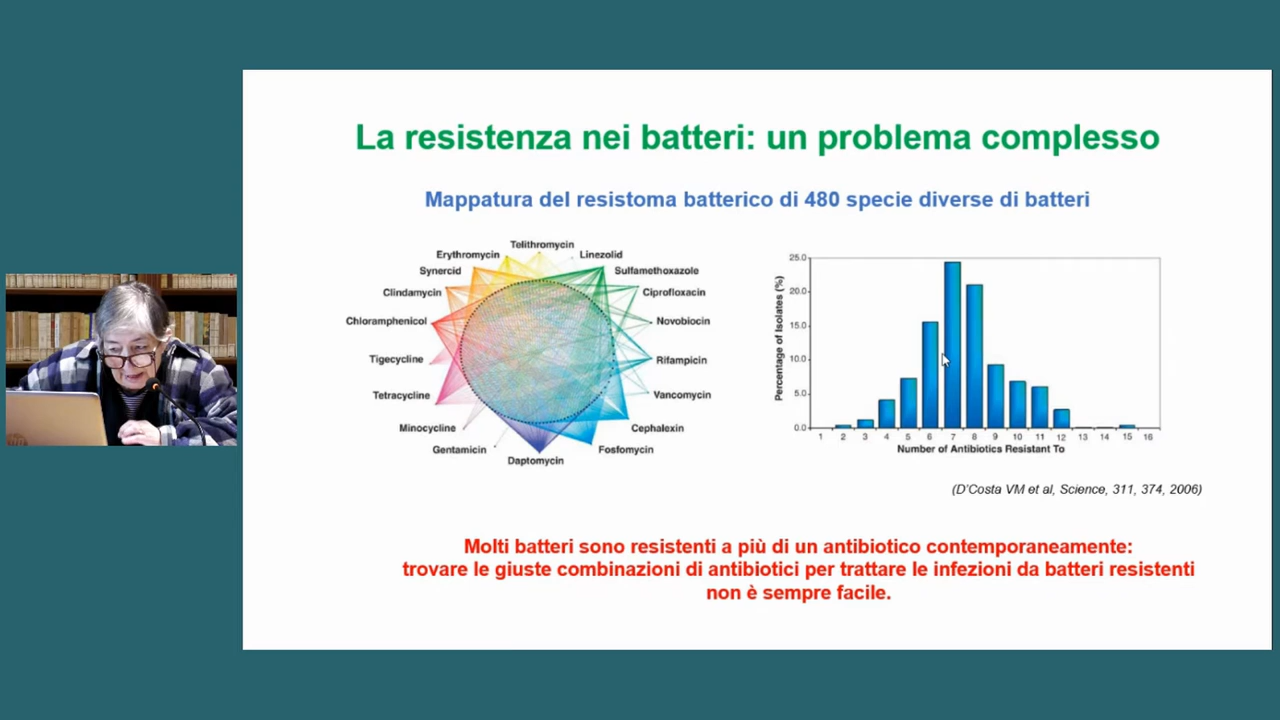 La resistenza nei batteri: un problema complesso
Mappatura del resistoma batterico di 480 specie diverse di batteri
Telithromycin
Erythromycin
Linezolid
Synercid
Sulfamethoxazole
Clindamycin
Ciprofloxacin
Chloramphenicol
Novobiocin
Tigecycline
Rifampicin
Tetracycline
Vancomycin
Minocycline
Cephalexin
Gentamicin
Fosfomycin
Daptomycin
Percentage of Isolates (%)
25.0
20.0
15.0
10.0
5.0
0.0
1 2 3 4 5 6 7 8 9 10 11 12 13 14 15 16
Number of Antibiotics Resistant To
(D'Costa VM et al, Science, 311, 374, 2006)
Molti batteri sono resistenti a più di un antibiotico contemporaneamente:
trovare le giuste combinazioni di antibiotici per trattare le infezioni da batteri resistenti
non è sempre facile.